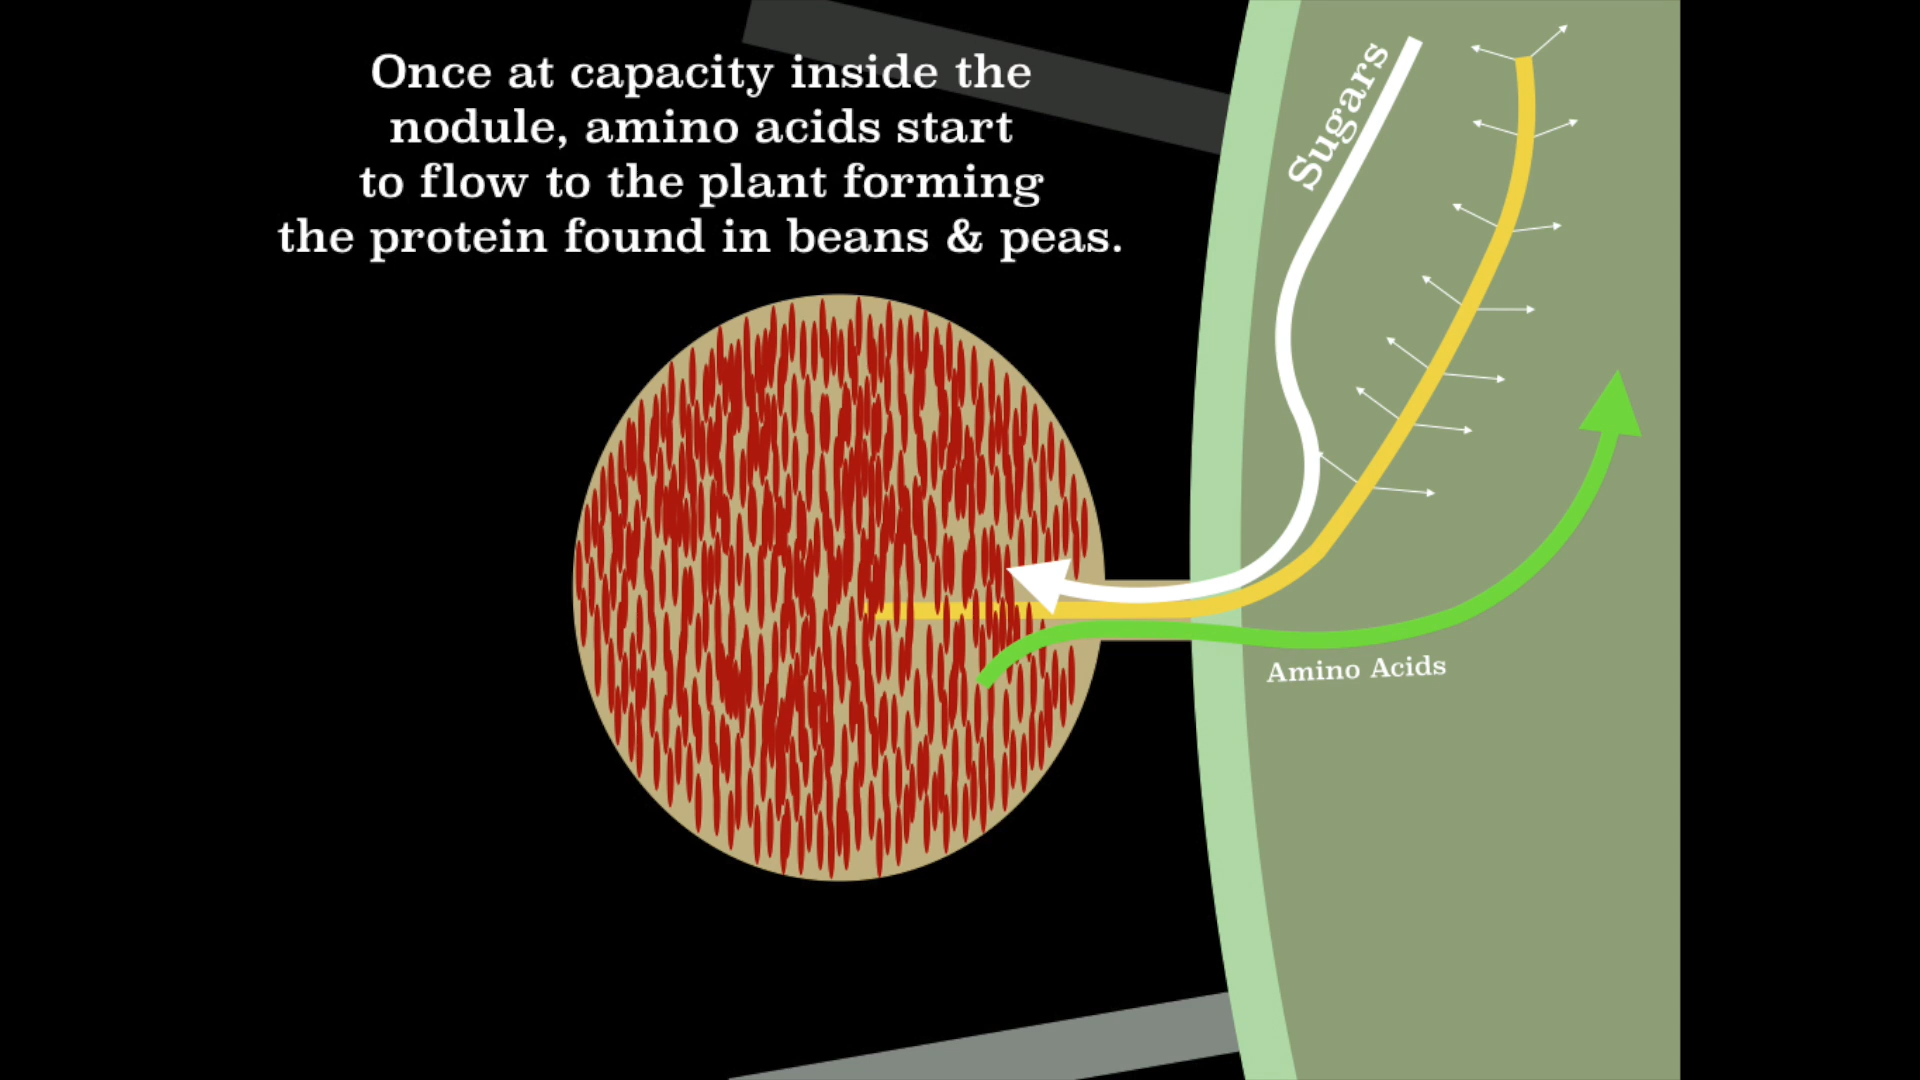 Once at capacity inside the
nodule, amino acids start
to flow to the plant forming
the protein found in beans & peas.
Sugars
Amino Acids